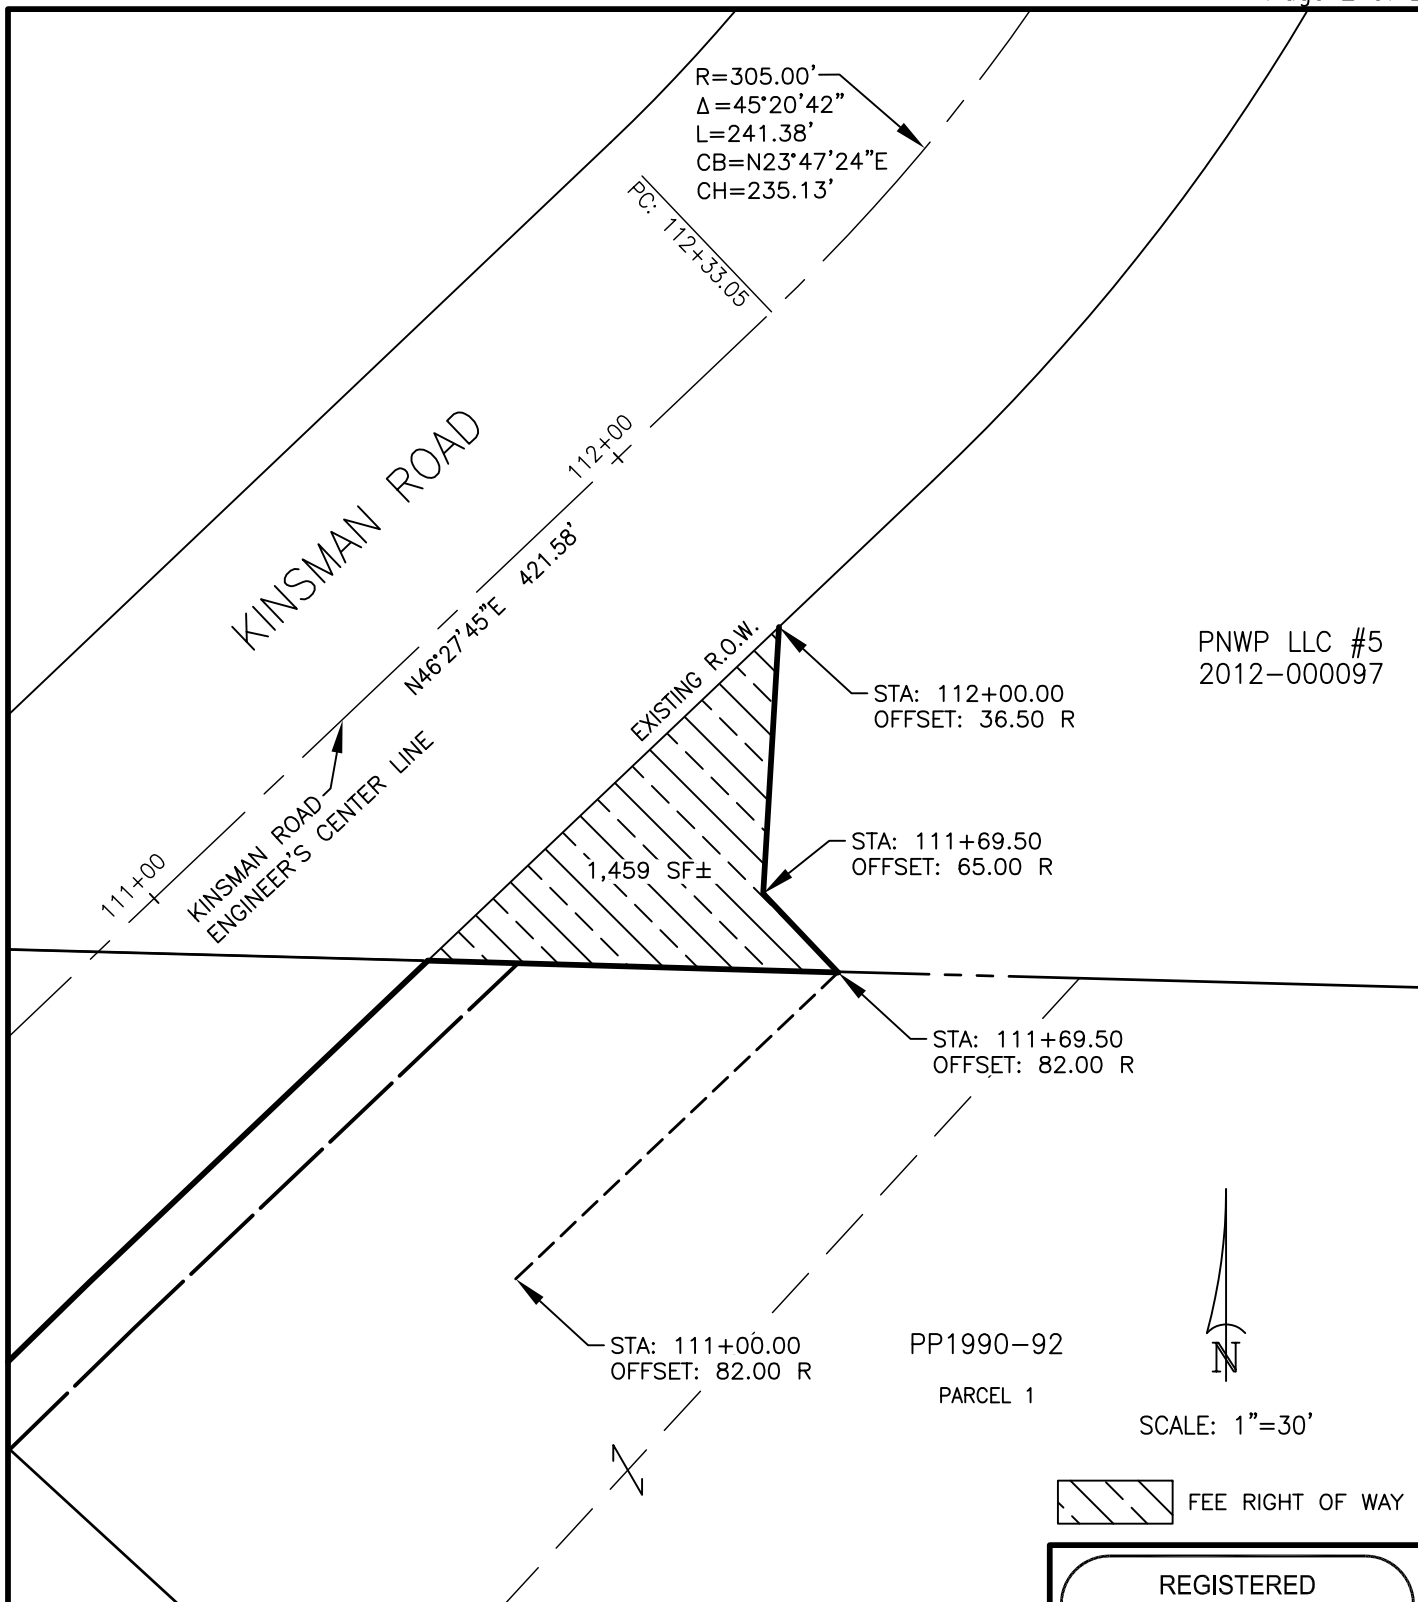 R=305.00'
Δ=45°20'42"
L=241.38'
CB=N23°47'24"E
CH=235.13'
PC: 112+33.05
112+00
KINSMAN ROAD
N46°27'45"E 421.58'
EXISTING R.O.W.
PNWP LLC #5
2012-000097
STA: 112+00.00
OFFSET: 36.50 R
KINSMAN ROAD
ENGINEER'S CENTER LINE
111+00
STA: 111+69.50
OFFSET: 65.00 R
1,459 SF±
STA: 111+69.50
OFFSET: 82.00 R
STA: 111+00.00
OFFSET: 82.00 R
PP1990-92
PARCEL 1
N
SCALE: 1"=30'
FEE RIGHT OF WAY
REGISTERED